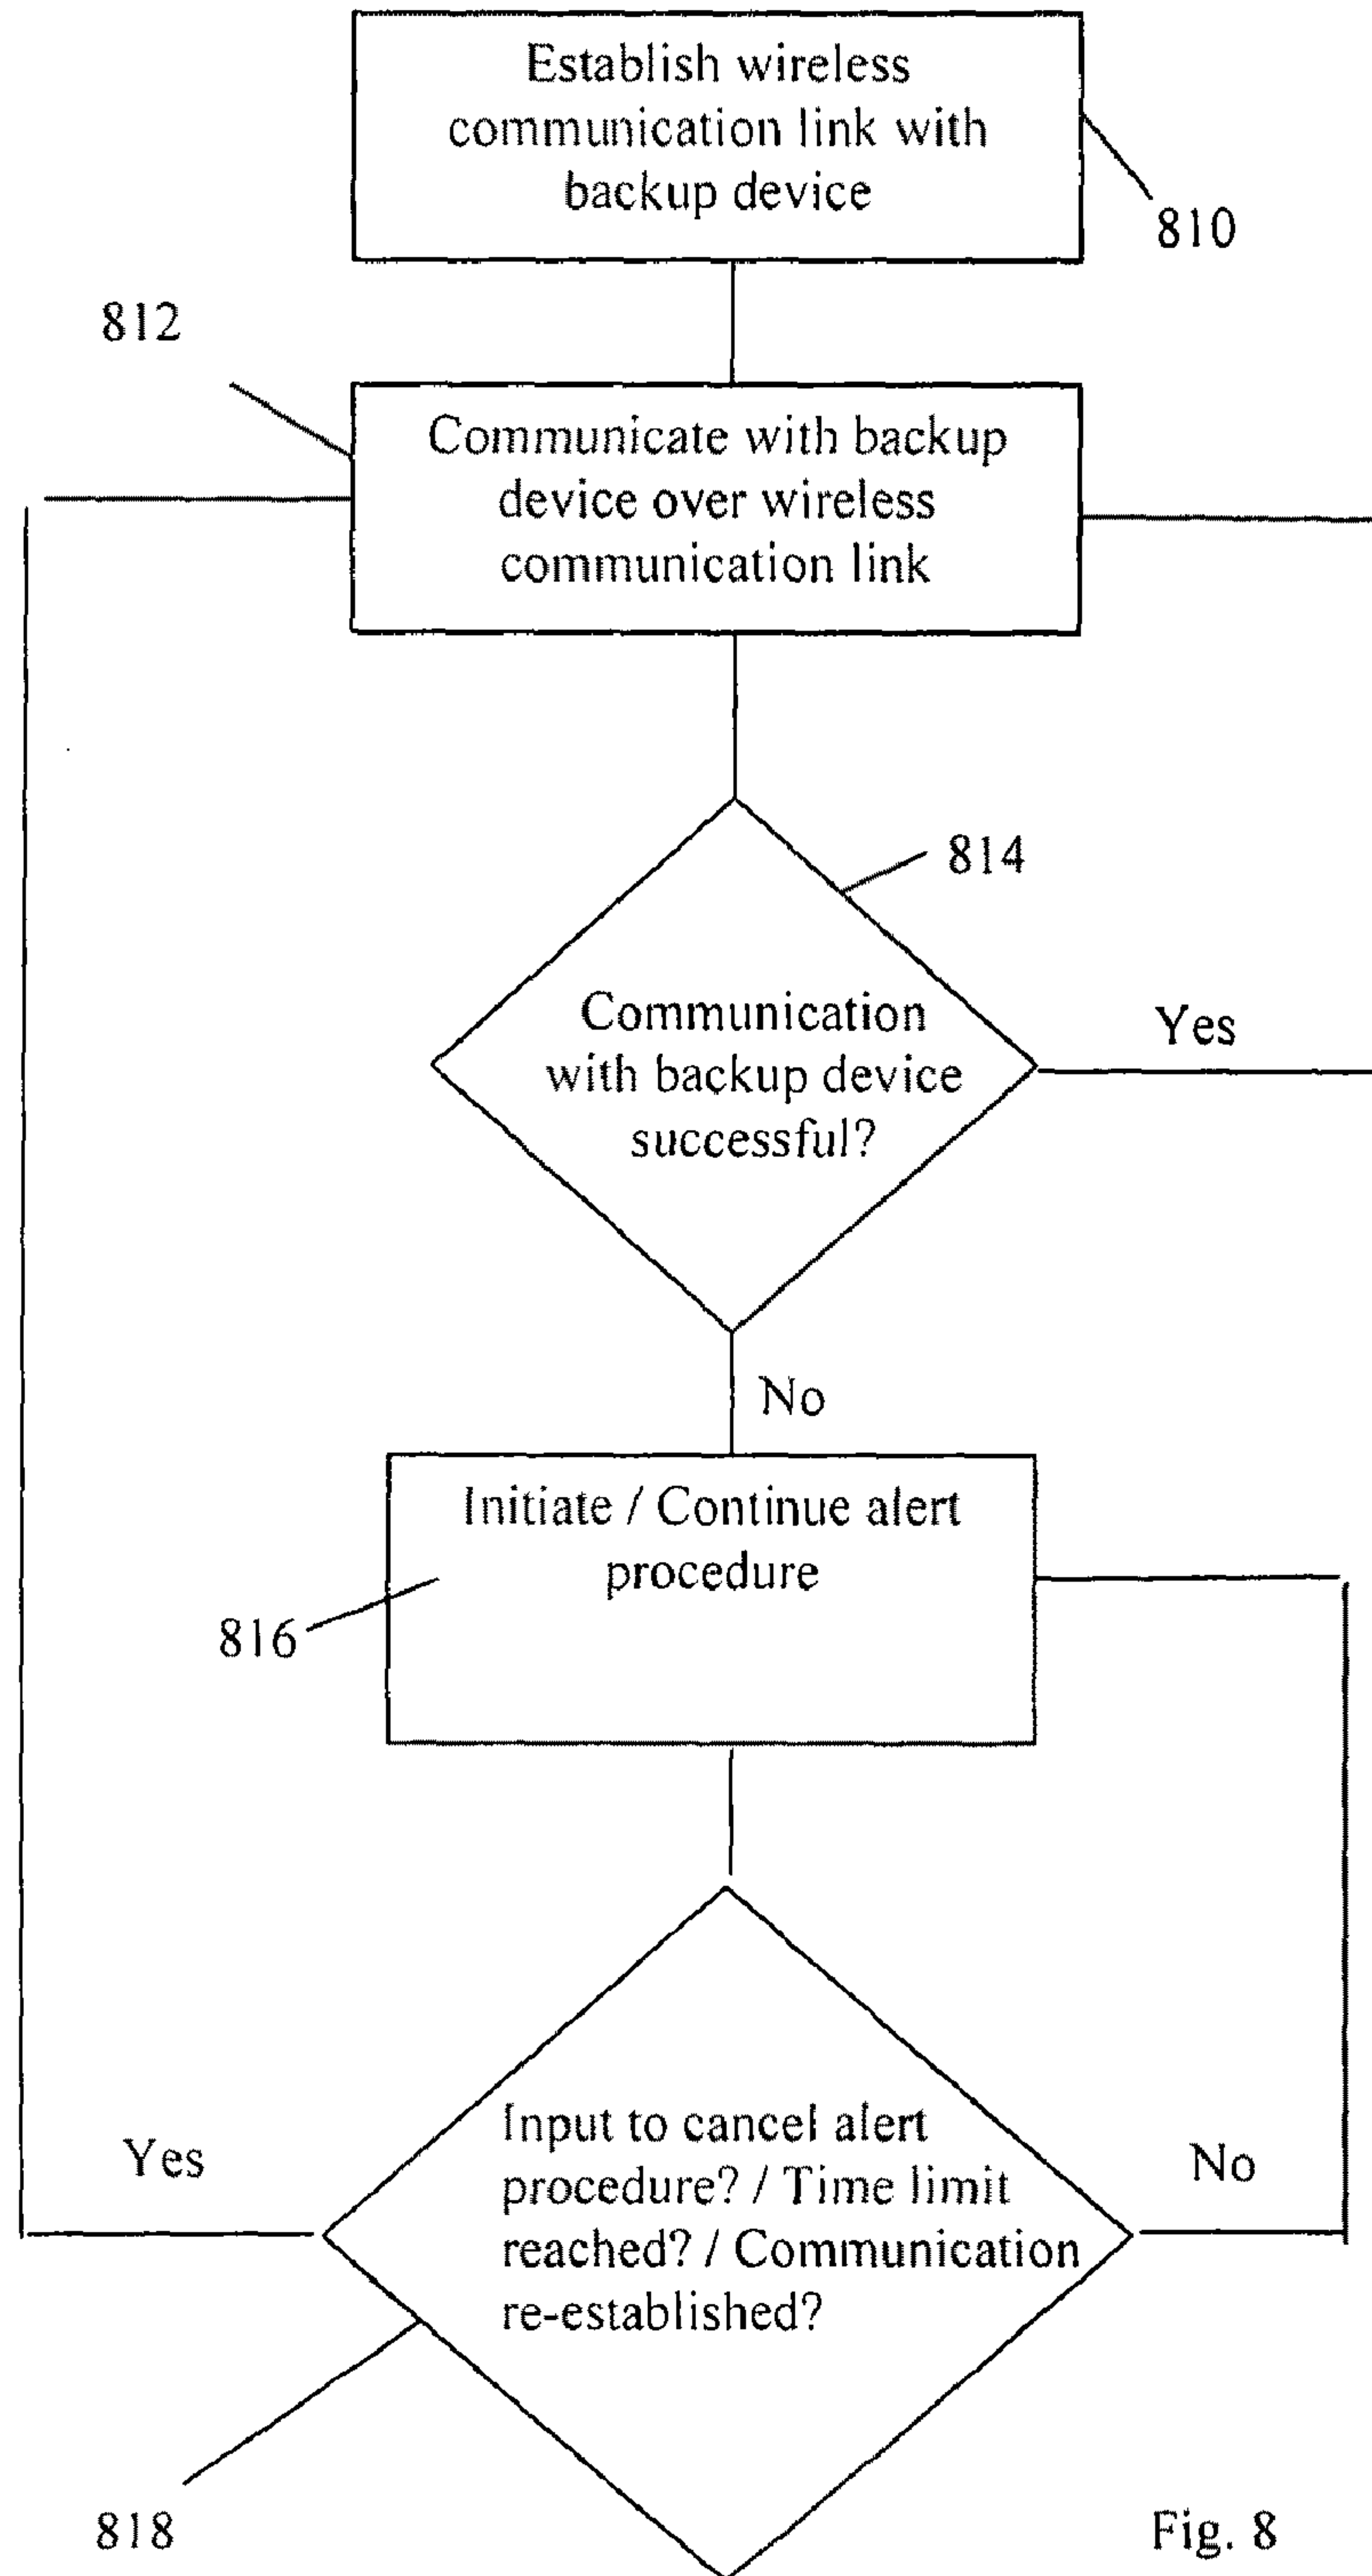 Establish wireless
communication link with
backup device
810
812
Communicate with backup
device over wireless
communication link
814
Communication
with backup device
successful?
Yes
No
Initiate / Continue alert
procedure
816
Input to cancel alert
procedure? / Time limit
reached? / Communication
re-established?
Yes
No
818
Fig. 8